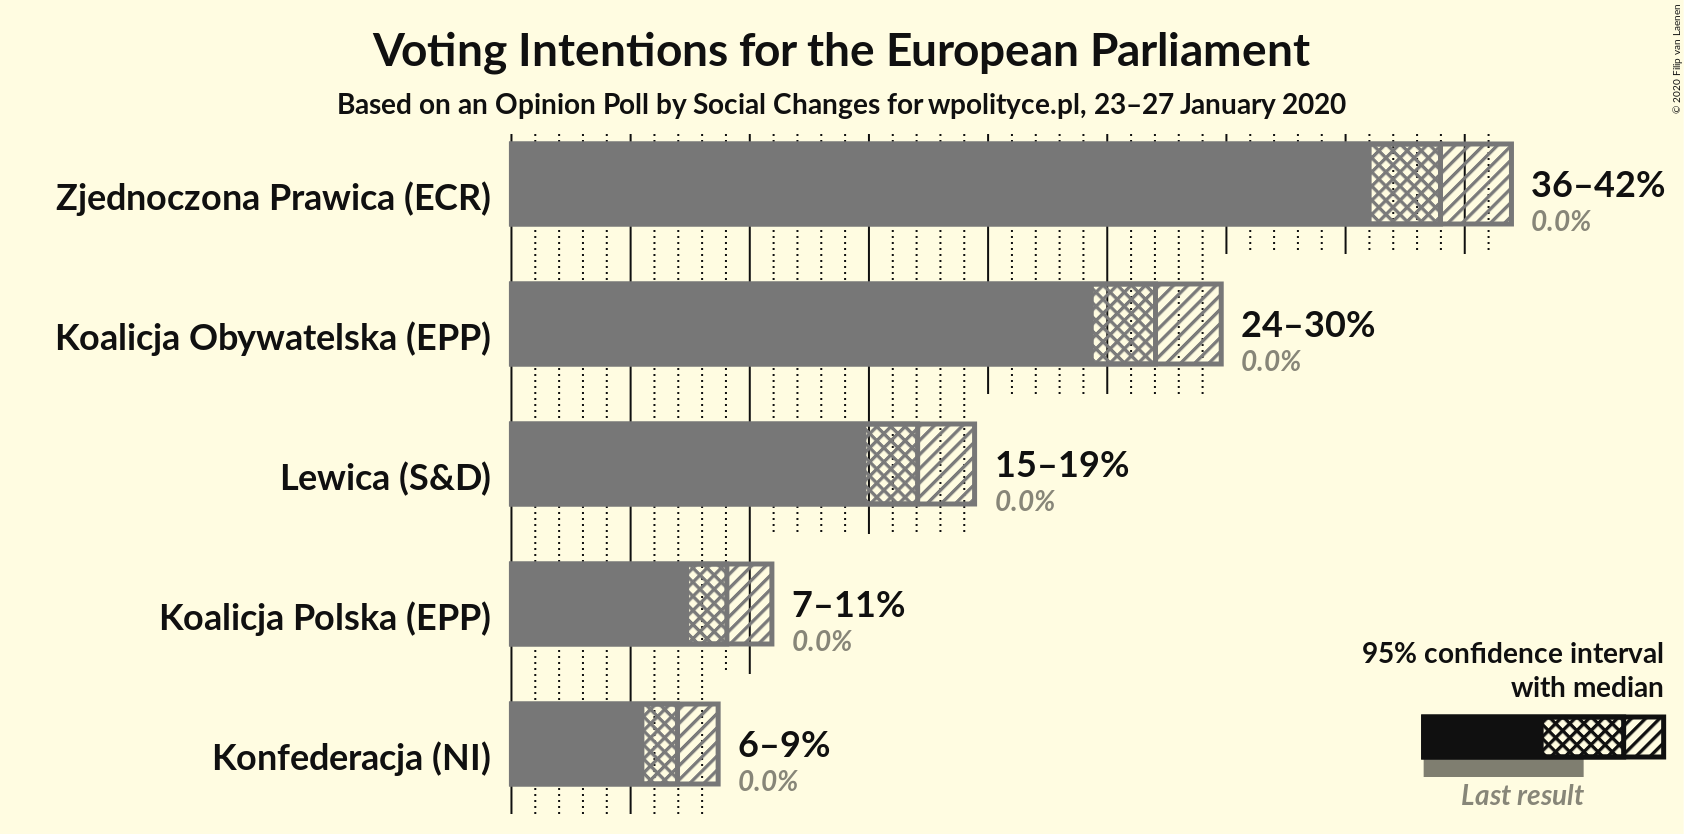 Voting Intentions for the European Parliament
Based on an Opinion Poll by Social Changes for wpolityce.pl, 23–27 January 2020
© 2020 Filip van Laenen
Zjednoczona Prawica (ECR)
36–42%
0.0%
Koalicja Obywatelska (EPP)
24–30%
0.0%
Lewica (S&D)
15–19%
0.0%
Koalicja Polska (EPP)
7–11%
0.0%
Konfederacja (NI)
6–9%
0.0%
95% confidence interval
with median
Last result